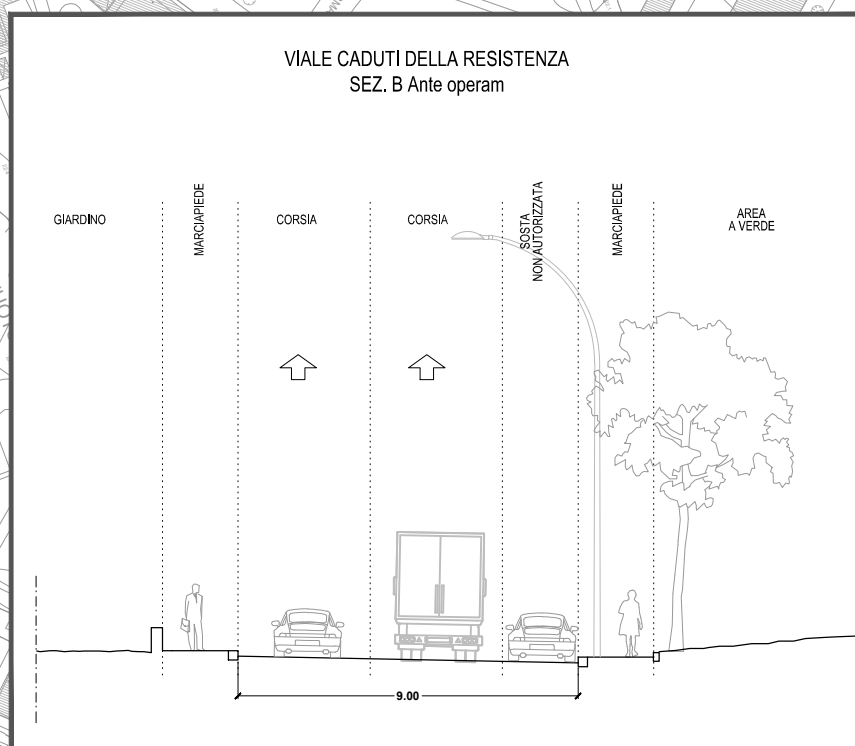 VIALE CADUTI DELLA RESISTENZA
SEZ. B Ante operam
GIARDINO
MARCIAPIEDE
CORSIA
CORSIA
SOSTA
NON AUTORIZZATA
MARCIAPIEDE
AREA
A VERDE
9.00